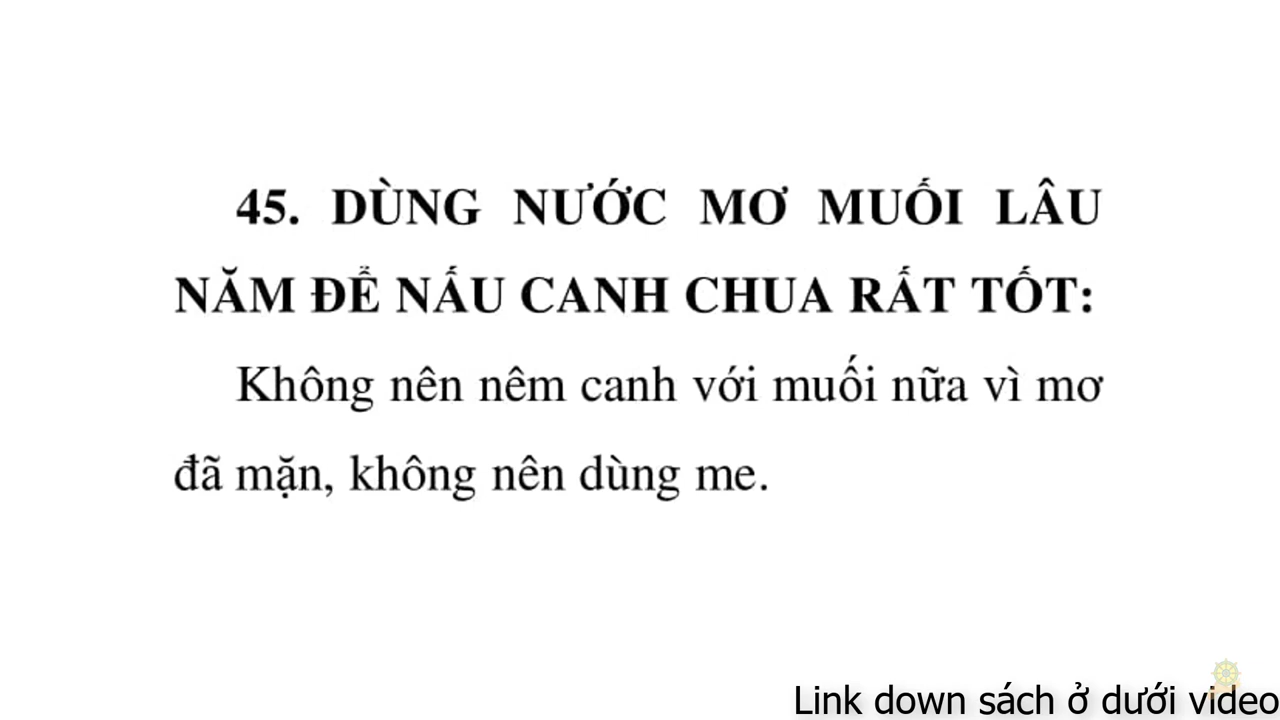 45. DÙNG NƯỚC MƠ MUỐI LÂU
NĂM ĐỂ NẤU CANH CHUA RẤT TỐT:
Không nên nêm canh với muối nữa vì mơ
đã mặn, không nên dùng me.
Link down sách ở dưới video